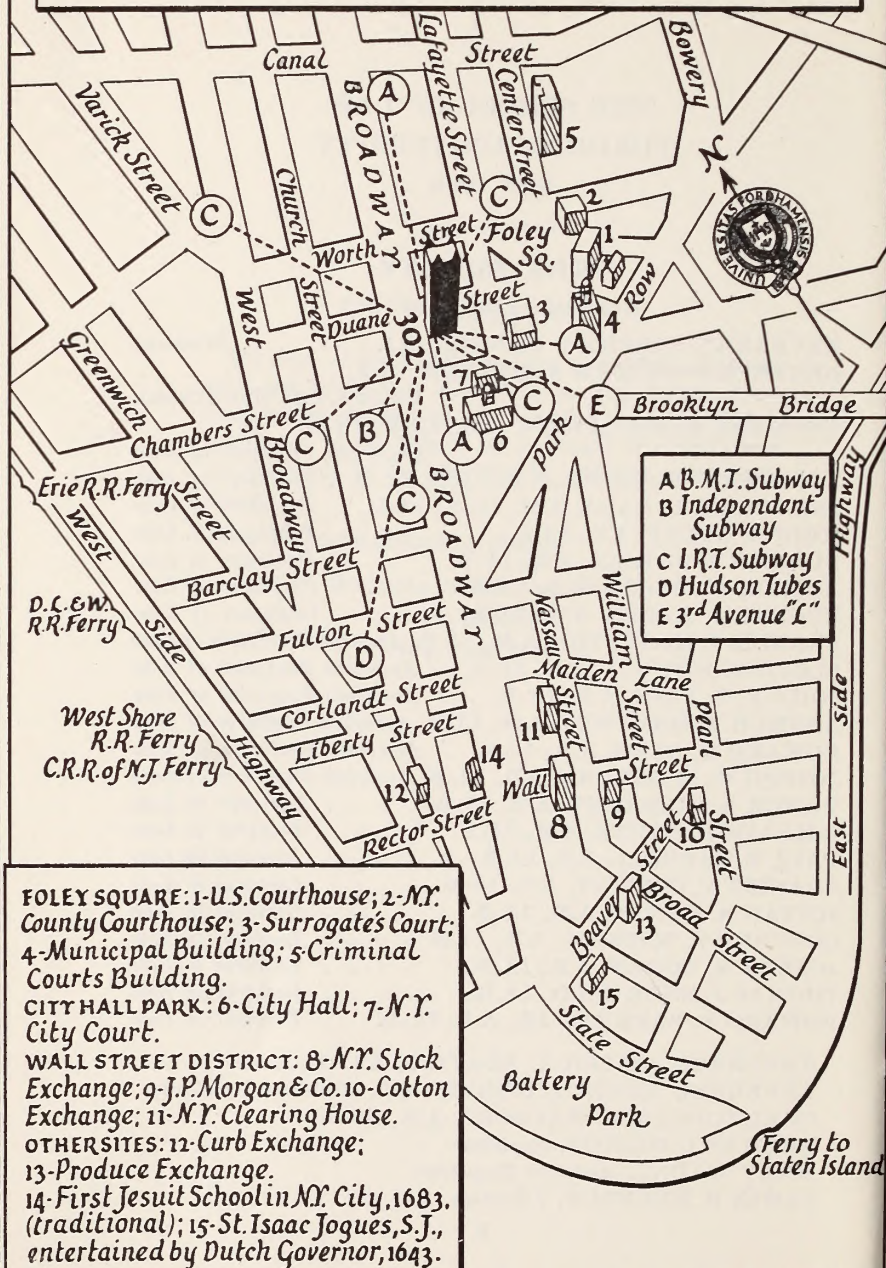 Canal Street
Varick Street
Church Street
BROADWAY
Lafayette Street
Center Street
Bowery
A
5
N
C
C
2
UNIVERSITAS FORDHAMENSIS
1841
Worth Street
Foley
Sq.
1
West Broadway
Duane Street
302
3
4
Park Row
Greenwich Street
A
7
C
E
Brooklyn Bridge
Chambers Street
C
B
A
6
Erie R.R. Ferry
C
BROADWAY
A B.M.T. Subway
B Independent
Subway
C I.R.T. Subway
D Hudson Tubes
E 3rd Avenue "L"
East Side Highway
West Side Highway
Barclay Street
D.L.&W.
R.R. Ferry
Fulton Street
D
Nassau Street
William Street
Maiden Lane
Pearl Street
Cortlandt Street
West Shore
R.R. Ferry
C.R.R. of N.J. Ferry
Liberty Street
11
14
12
Wall Street
8
9
10
Rector Street
Beaver Street
Broad Street
13
15
State Street
Battery
Park
Ferry to
Staten Island
FOLEY SQUARE: 1-U.S. Courthouse; 2-N.Y.
County Courthouse; 3-Surrogate's Court;
4-Municipal Building; 5-Criminal
Courts Building.
CITY HALL PARK: 6-City Hall; 7-N.Y.
City Court.
WALL STREET DISTRICT: 8-N.Y. Stock
Exchange; 9-J.P. Morgan & Co. 10-Cotton
Exchange; 11-N.Y. Clearing House.
OTHER SITES: 12-Curb Exchange;
13-Produce Exchange.
14-First Jesuit School in N.Y. City, 1683,
(traditional); 15-St. Isaac Jogues, S.J.,
entertained by Dutch Governor, 1643.